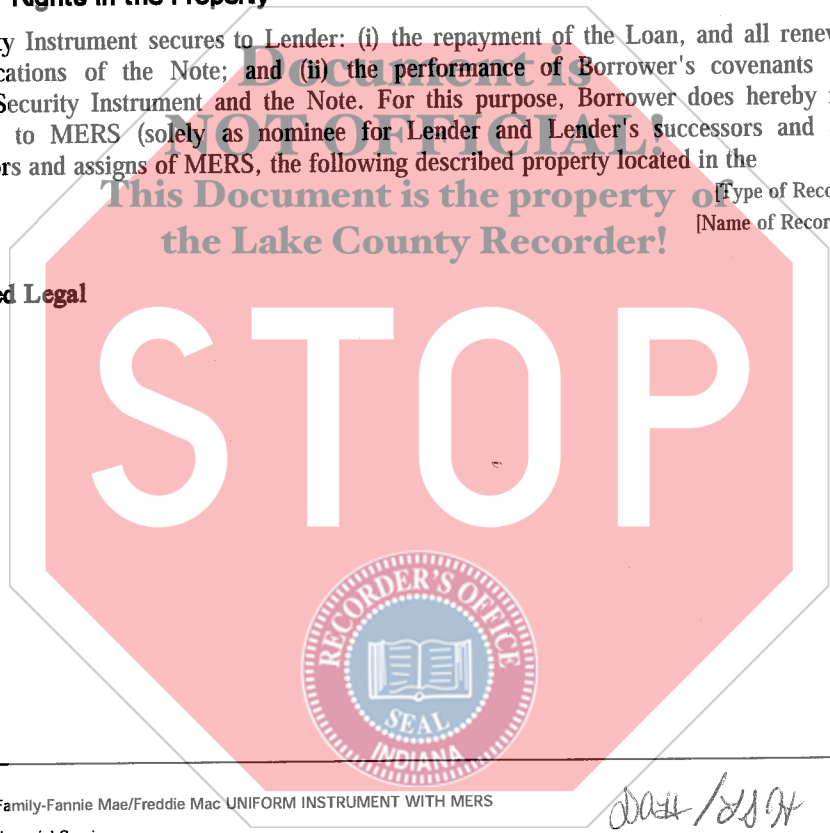 Rights in the Property
ty Instrument secures to Lender: (i) the repayment of the Loan, and all renew
cations of the Note; and (ii) the performance of Borrower's covenants
Security Instrument and the Note. For this purpose, Borrower does hereby
to MERS (solely as nominee for Lender and Lender's successors and
rs and assigns of MERS, the following described property located in the
[Type of Reco
[Name of Recor
Document is
NOT OFFICIAL!
This Document is the property of
the Lake County Recorder!
ed Legal
STOP
RECORDER'S OFFICE
SEAL
INDIANA
Family-Fannie Mae/Freddie Mac UNIFORM INSTRUMENT WITH MERS